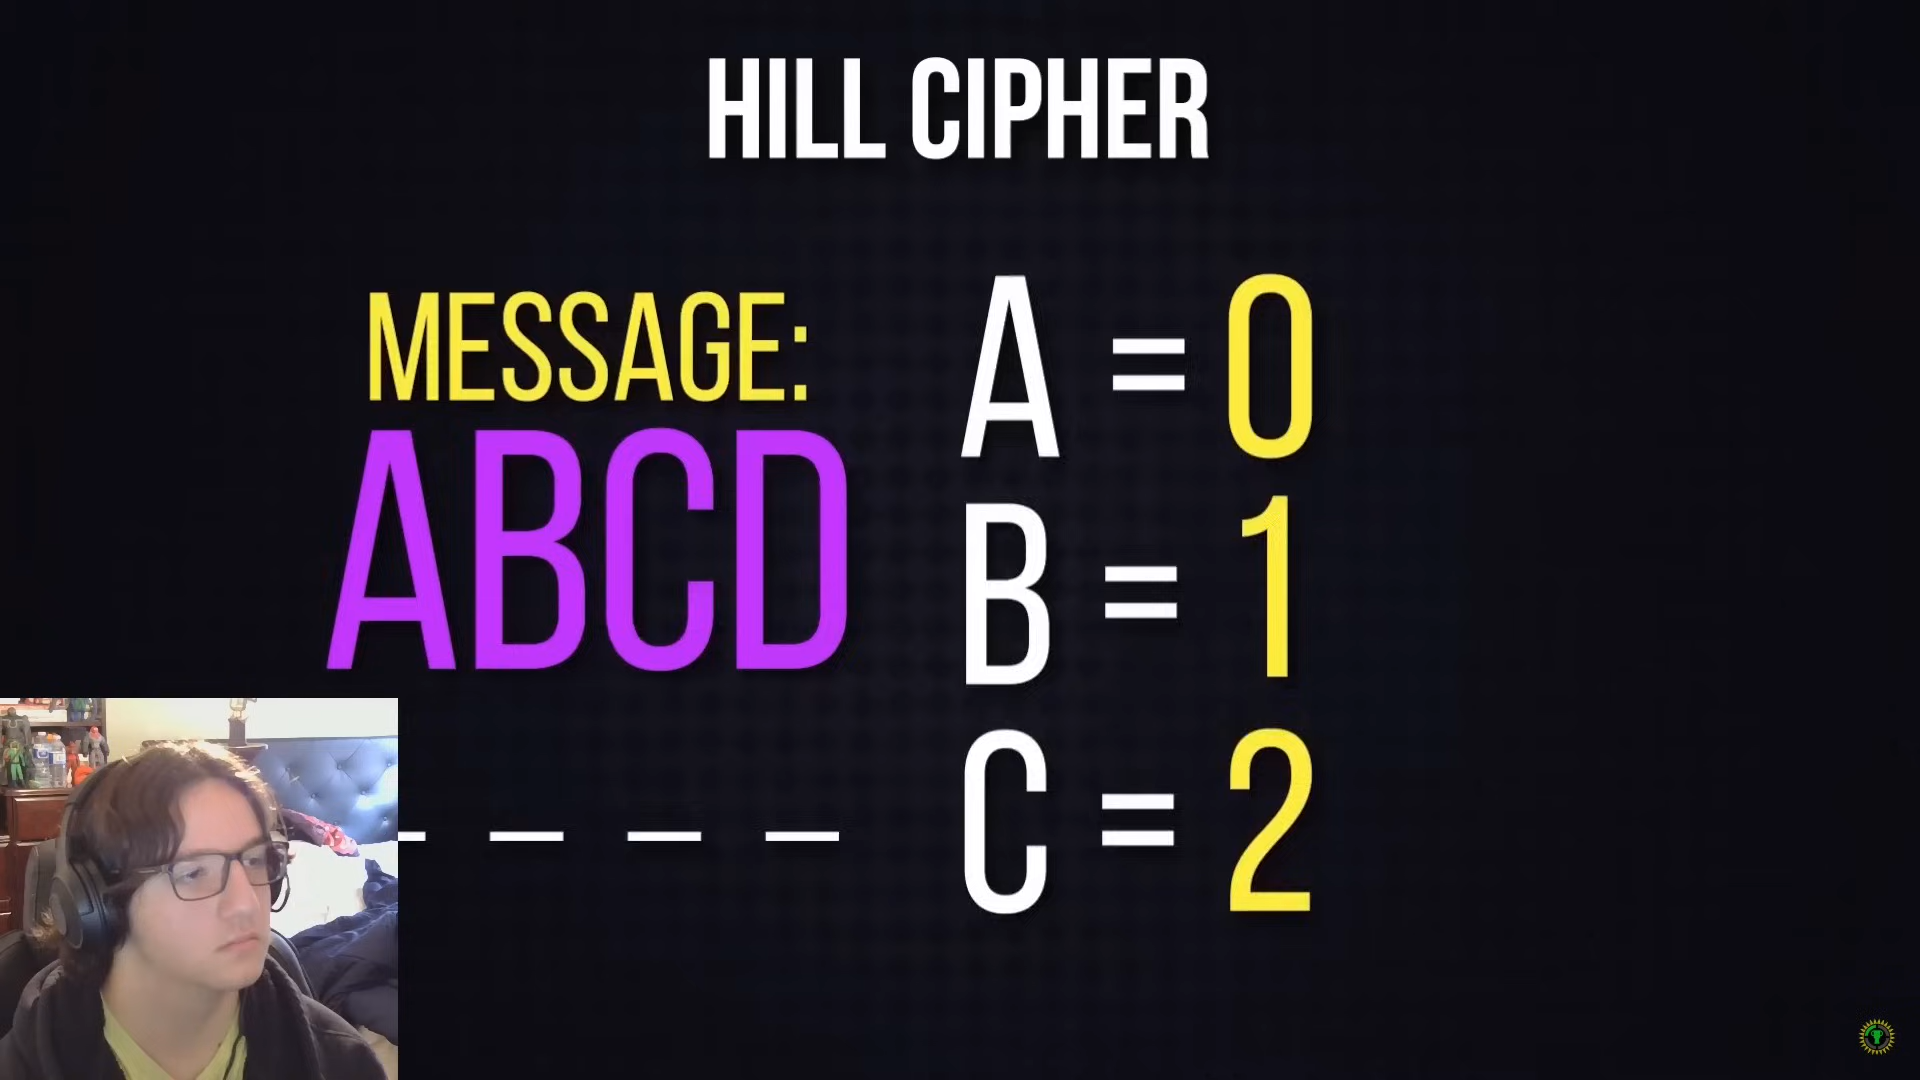 HILL CIPHER
MESSAGE:
ABCD
A = 0
B = 1
C = 2